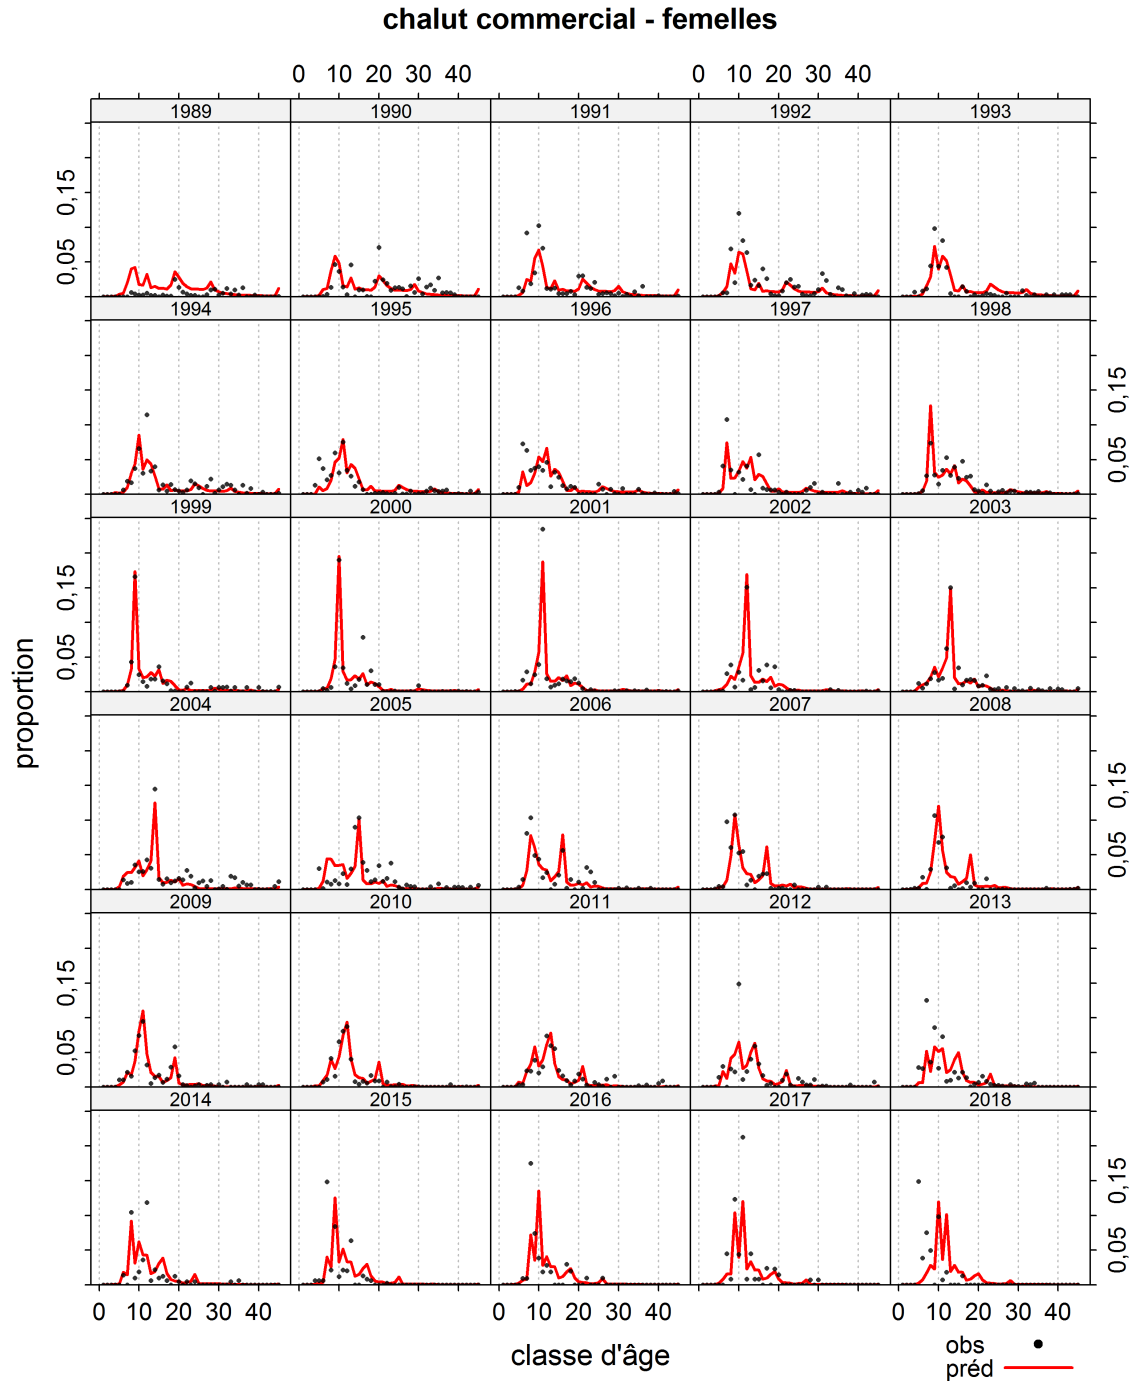 chalut commercial - femelles
0 10 20 30 40 0 10 20 30 40
1989 1990 1991 1992 1993
0,15
0,05
1994 1995 1996 1997 1998
0,15
0,05
1999 2000 2001 2002 2003
0,15
0,05
2004 2005 2006 2007 2008
0,15
0,05
2009 2010 2011 2012 2013
0,15
0,05
2014 2015 2016 2017 2018
0,15
0,05
proportion
0 10 20 30 40 0 10 20 30 40 0 10 20 30 40
classe d'âge
obs
préd